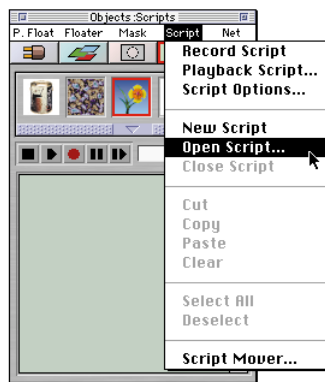 Objects:Scripts
P. Float Floater Mask Script Net
Record Script
Playback Script...
Script Options...
New Script
Open Script...
Close Script
Cut
Copy
Paste
Clear
Select All
Deselect
Script Mover...